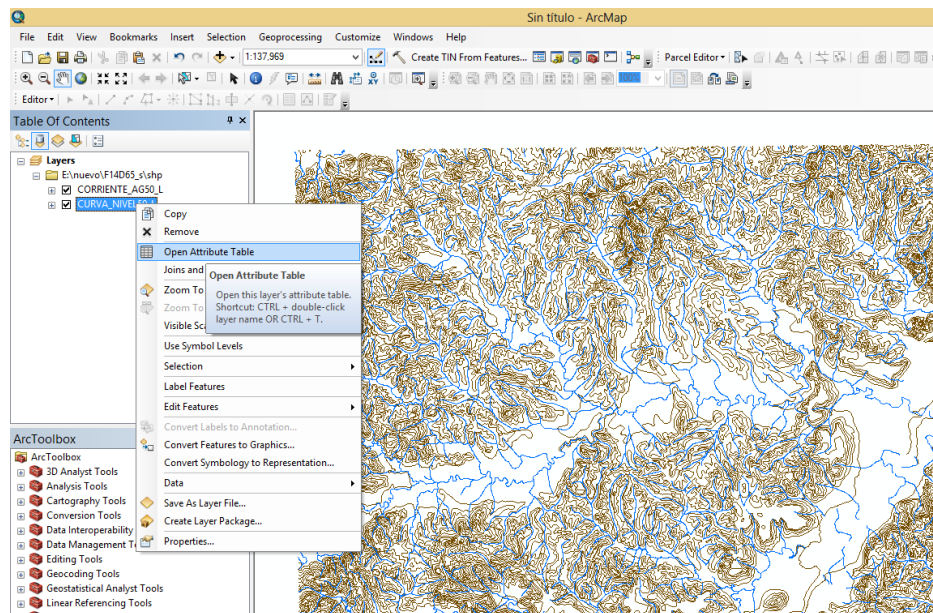 Sin título - ArcMap
File Edit View Bookmarks Insert Selection Geoprocessing Customize Windows Help
1:137,969 Create TIN From Features... Parcel Editor
100%
Editor
Table Of Contents
Layers
E:\nuevo\F14D65_s\shp
CORRIENTE_AG50_L
CURVA_NIVEL50_L
Copy
Remove
Open Attribute Table
Joins and
Open Attribute Table
Open this layer's attribute table.
Shortcut: CTRL + double-click
layer name OR CTRL + T.
Zoom To
Zoom To
Visible Sca
Use Symbol Levels
Selection
Label Features
Edit Features
Convert Labels to Annotation...
Convert Features to Graphics...
Convert Symbology to Representation...
Data
Save As Layer File...
Create Layer Package...
Properties...
ArcToolbox
ArcToolbox
3D Analyst Tools
Analysis Tools
Cartography Tools
Conversion Tools
Data Interoperability
Data Management T
Editing Tools
Geocoding Tools
Geostatistical Analyst Tools
Linear Referencing Tools